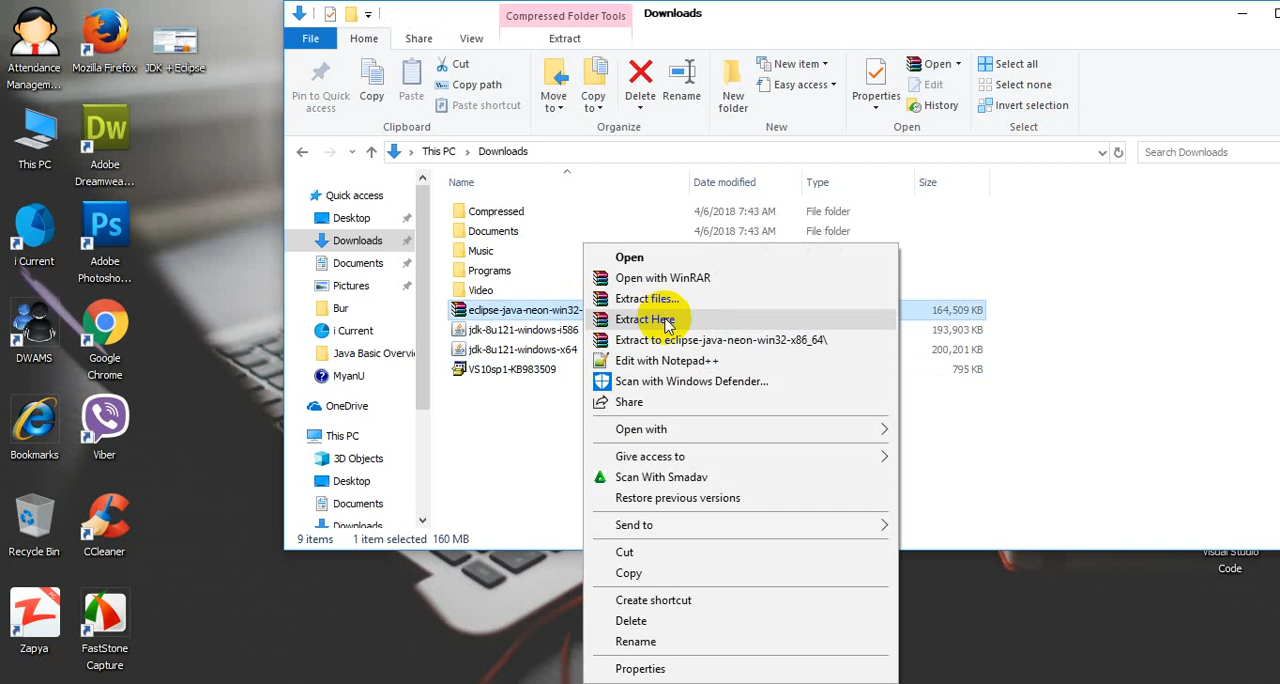 Attendance
Managem...
Mozilla Firefox
JDK + Eclipse
This PC
Dw
Adobe
Dreamwea...
i Current
Ps
Adobe
Photosho...
DWAMS
Google
Chrome
Bookmarks
Viber
Recycle Bin
CCleaner
Zapya
FastStone
Capture
Compressed Folder Tools
Downloads
File
Home
Share
View
Extract
Pin to Quick
access
Copy
Paste
Cut
Copy path
Paste shortcut
Clipboard
Move
to
Copy
to
Delete
Rename
Organize
New
folder
New item
Easy access
New
Properties
Open
Edit
History
Open
Select all
Select none
Invert selection
Select
This PC > Downloads
Search Downloads
Quick access
Desktop
Downloads
Documents
Pictures
Bur
i Current
Java Basic Overvi
MyanU
OneDrive
This PC
3D Objects
Desktop
Documents
Downloads
Name
Date modified
Type
Size
Compressed 4/6/2018 7:43 AM File folder
Documents 4/6/2018 7:43 AM File folder
Music
Programs
Video
eclipse-java-neon-win32- 164,509 KB
jdk-8u121-windows-i586 193,903 KB
jdk-8u121-windows-x64 200,201 KB
VS10sp1-KB983509 795 KB
Open
Open with WinRAR
Extract files...
Extract Here
Extract to eclipse-java-neon-win32-x86_64\
Edit with Notepad++
Scan with Windows Defender...
Share
Open with
Give access to
Scan With Smadav
Restore previous versions
Send to
Cut
Copy
Create shortcut
Delete
Rename
Properties
9 items 1 item selected 160 MB
Visual Studio
Code